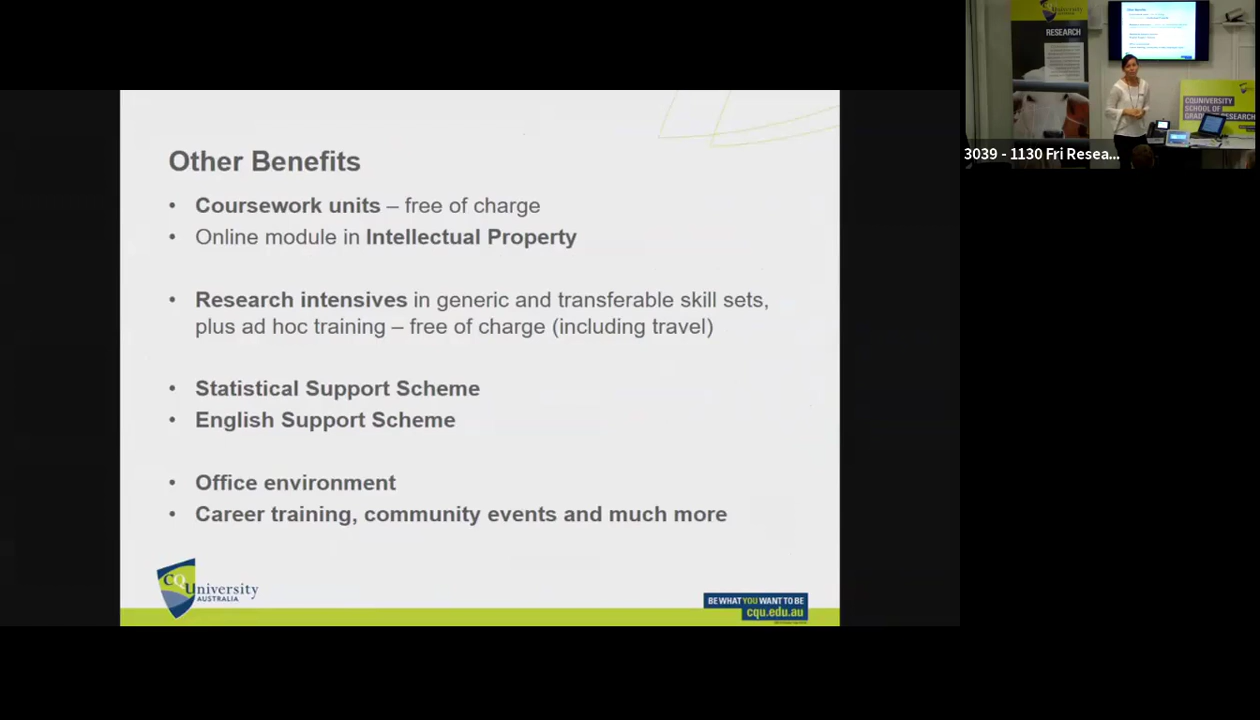 Other Benefits
• Coursework units – free of charge
• Online module in Intellectual Property
• Research intensives in generic and transferable skill sets,
plus ad hoc training – free of charge (including travel)
• Statistical Support Scheme
• English Support Scheme
• Office environment
• Career training, community events and much more
CQUniversity
AUSTRALIA
BE WHAT YOU WANT TO BE
cqu.edu.au
University
RESEARCH
CQUNIVERSITY
SCHOOL OF
GRADUATE RESEARCH
3039 - 1130 Fri Resea...